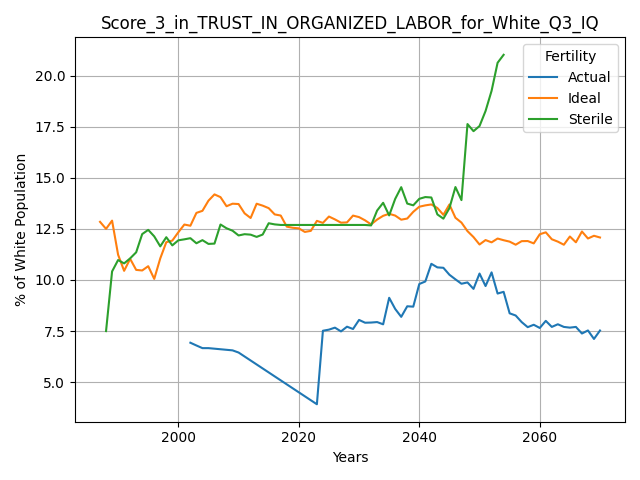 Score_3_in_TRUST_IN_ORGANIZED_LABOR_for_White_Q3_IQ
% of White Population
20.0
17.5
15.0
12.5
10.0
7.5
5.0
Fertility
Actual
Ideal
Sterile
2000
2020
2040
2060
Years